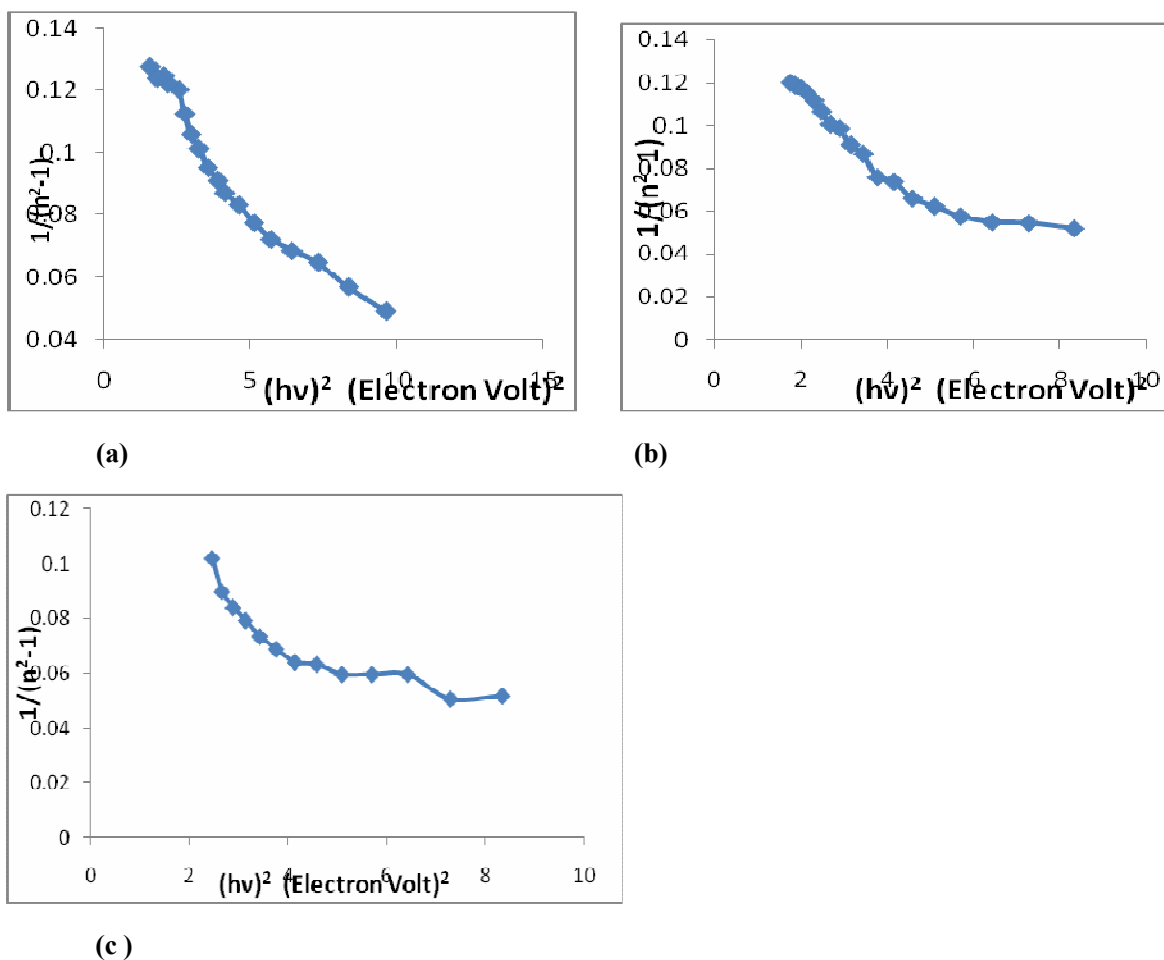 0.14
0.12
0.1
0.08
0.06
0.04
1/(n²-1)
0 5 10 15
(hν)² (Electron Volt)²
(a)
0.14
0.12
0.1
0.08
0.06
0.04
0.02
0
1/(n²-1)
0 2 4 6 8 10
(hν)² (Electron Volt)²
(b)
0.12
0.1
0.08
0.06
0.04
0.02
0
1/(n²-1)
0 2 4 6 8 10
(hν)² (Electron Volt)²
(c )